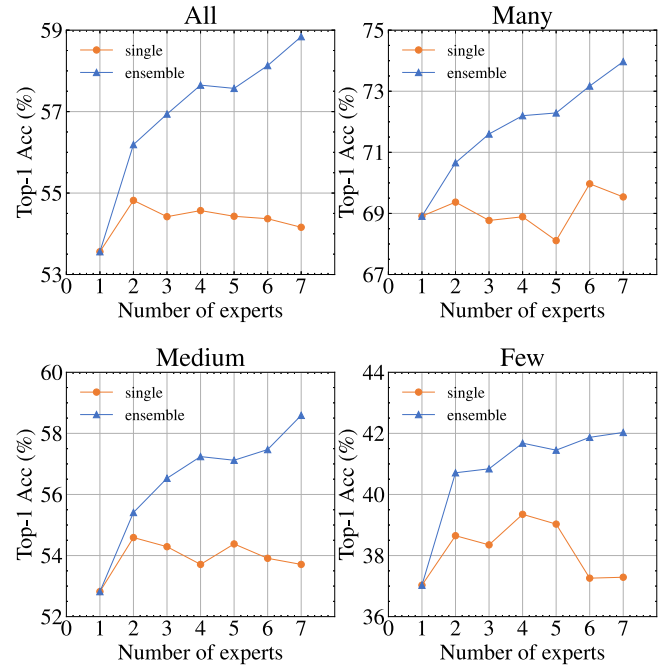 All
Top-1 Acc (%)
59
57
55
53
single
ensemble
0 1 2 3 4 5 6 7
Number of experts
Many
Top-1 Acc (%)
75
73
71
69
67
single
ensemble
0 1 2 3 4 5 6 7
Number of experts
Medium
Top-1 Acc (%)
60
58
56
54
52
single
ensemble
0 1 2 3 4 5 6 7
Number of experts
Few
Top-1 Acc (%)
44
42
40
38
36
single
ensemble
0 1 2 3 4 5 6 7
Number of experts